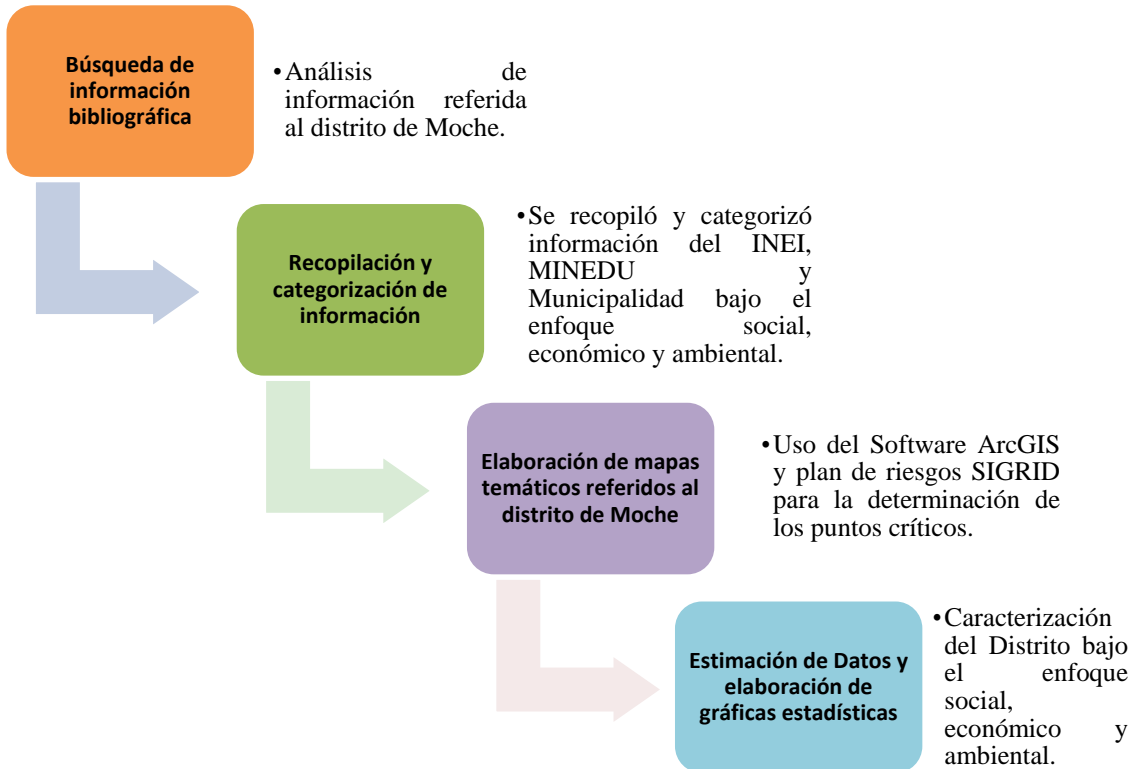 Búsqueda de
información
bibliográfica
•Análisis de
información referida
al distrito de Moche.
Recopilación y
categorización de
información
•Se recopiló y categorizó
información del INEI,
MINEDU y
Municipalidad bajo el
enfoque social,
económico y ambiental.
Elaboración de mapas
temáticos referidos al
distrito de Moche
•Uso del Software ArcGIS
y plan de riesgos SIGRID
para la determinación de
los puntos críticos.
Estimación de Datos y
elaboración de
gráficas estadísticas
•Caracterización
del Distrito bajo
el enfoque
social,
económico y
ambiental.